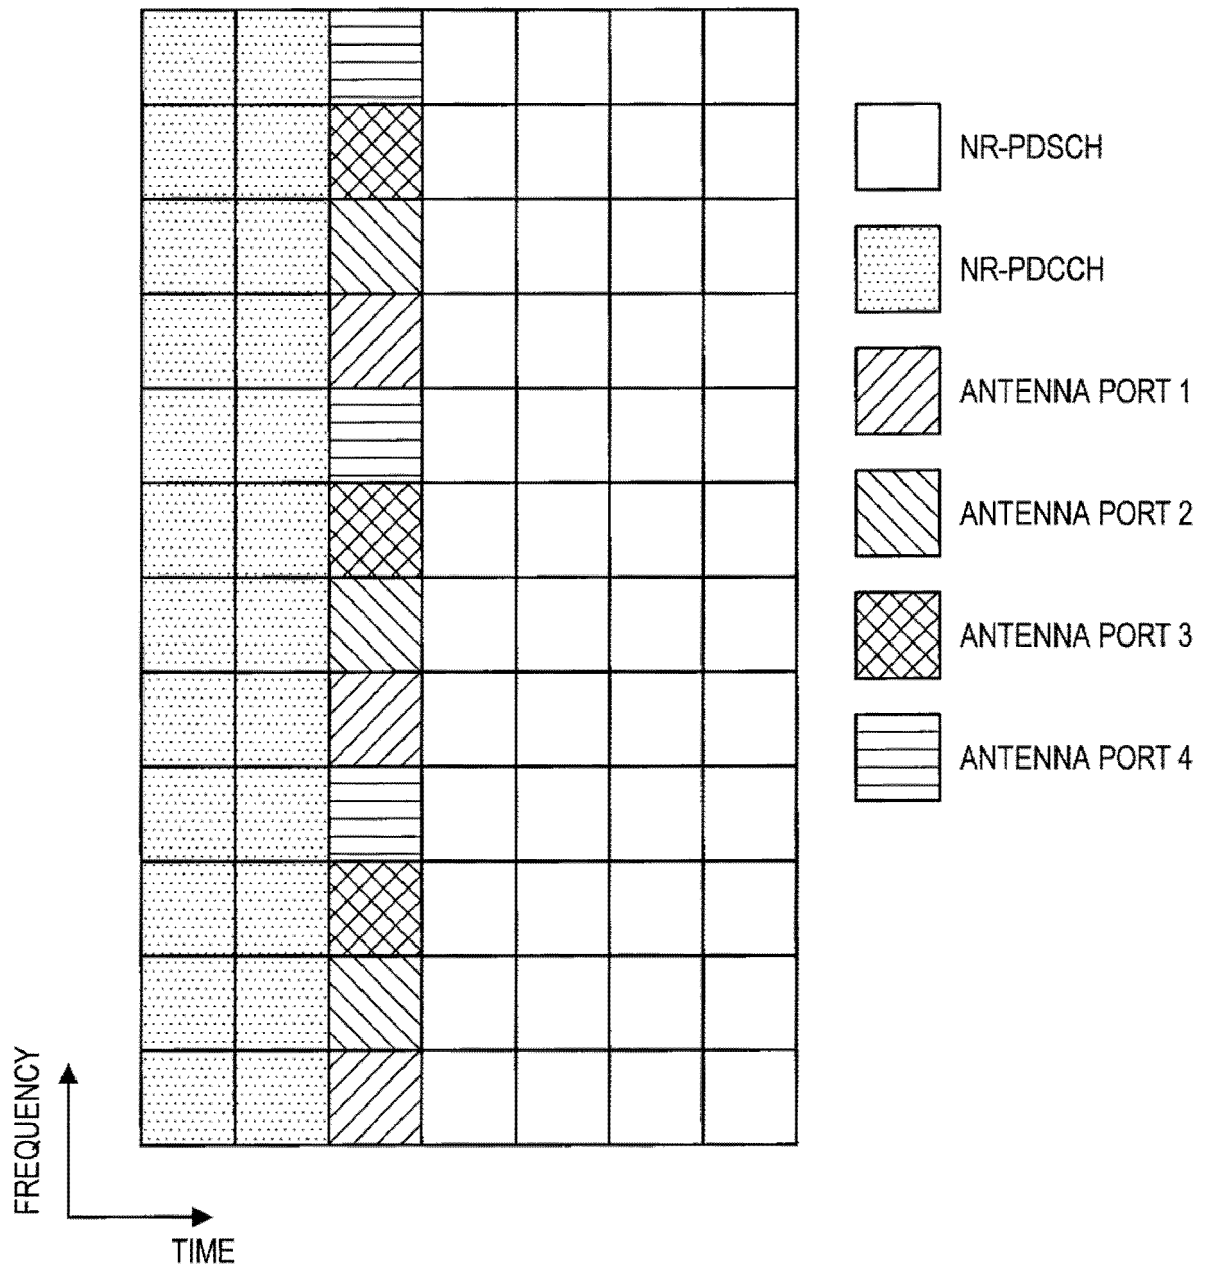 NR-PDSCH
NR-PDCCH
ANTENNA PORT 1
ANTENNA PORT 2
ANTENNA PORT 3
ANTENNA PORT 4
FREQUENCY
TIME